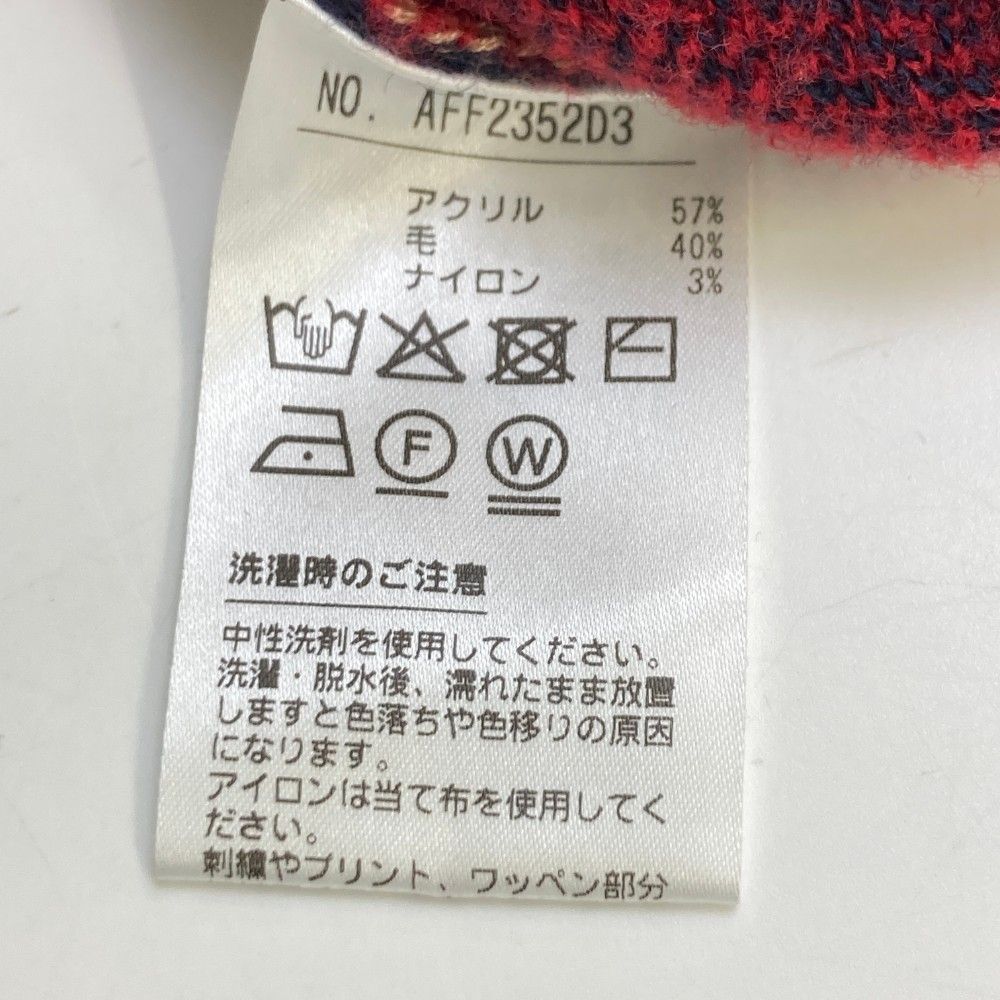 NO. AFF2352D3
アクリル 57%
毛 40%
ナイロン 3%
F W
洗濯時のご注意
中性洗剤を使用してください。
洗濯・脱水後、濡れたまま放置
しますと色落ちや色移りの原因
になります。
アイロンは当て布を使用してく
ださい。
刺繍やプリント、ワッペン部分